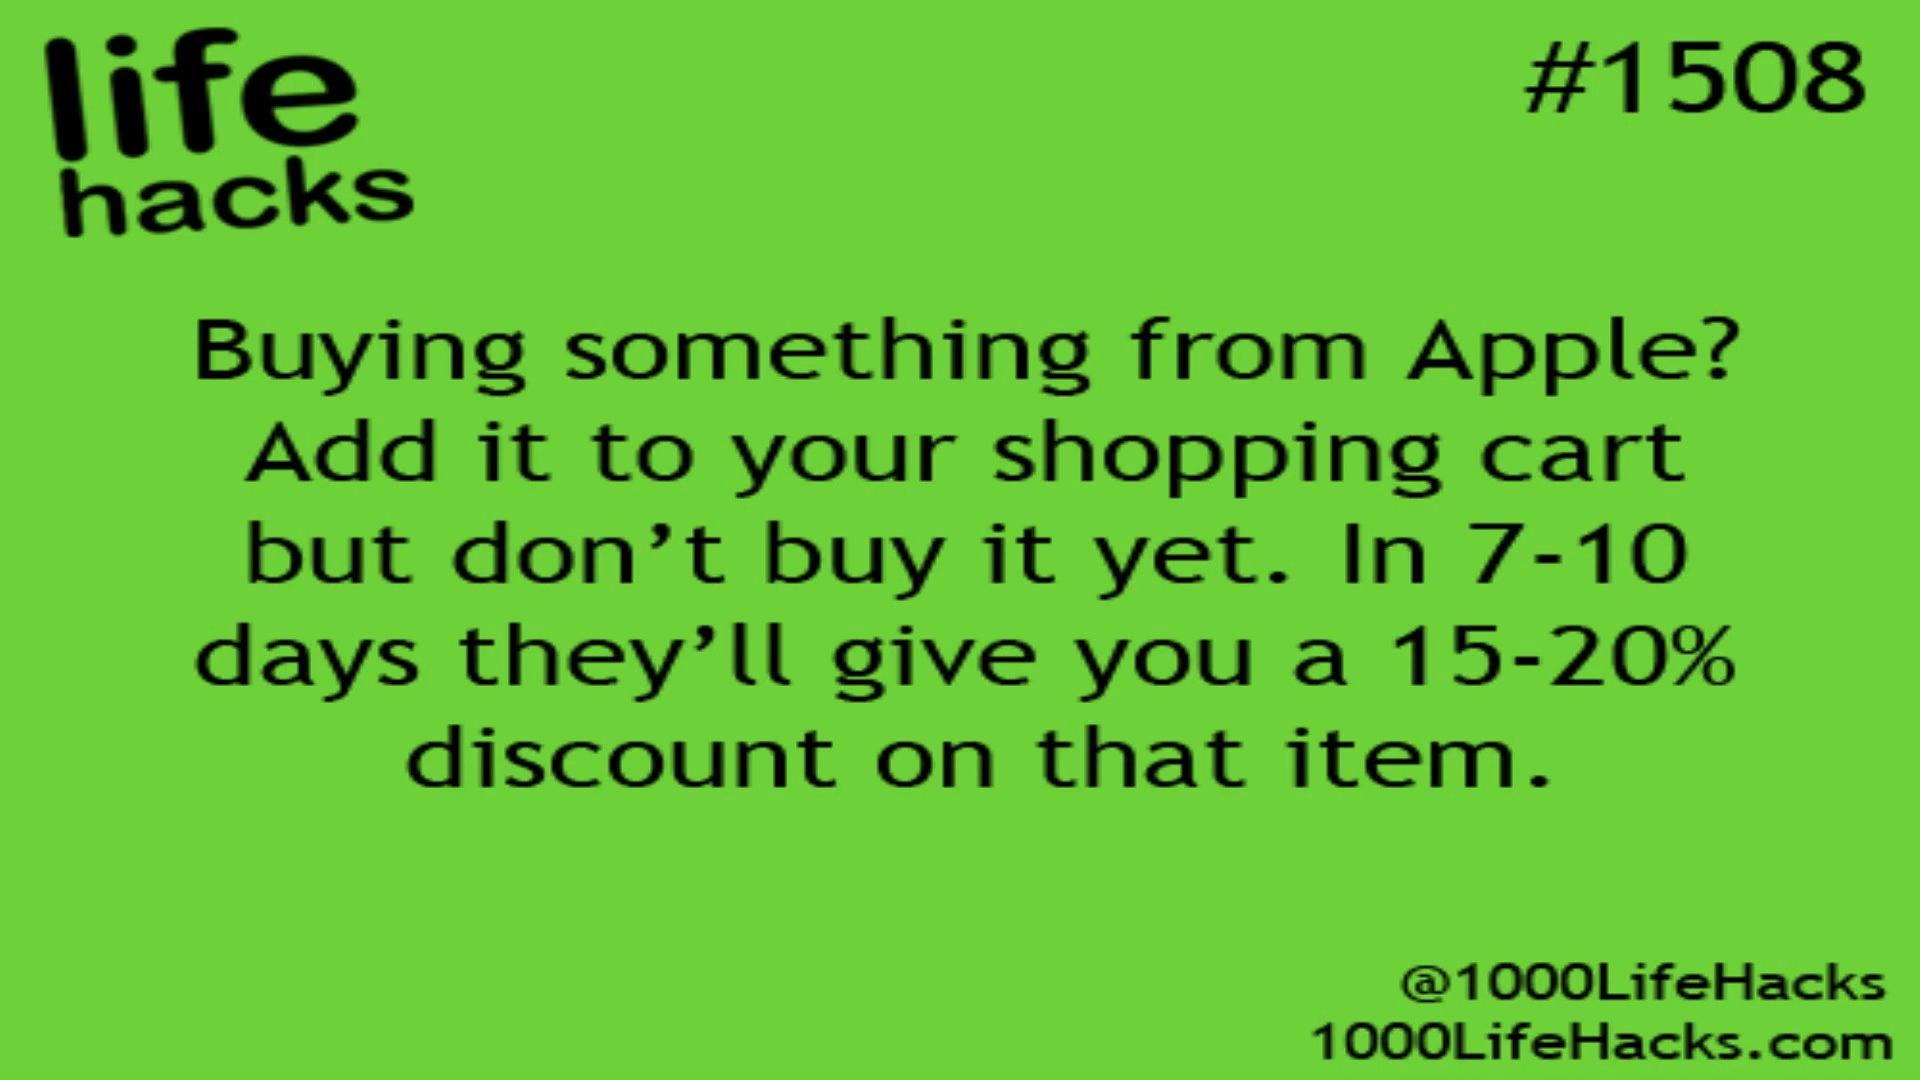 life
hacks
#1508
Buying something from Apple?
Add it to your shopping cart
but don’t buy it yet. In 7-10
days they’ll give you a 15-20%
discount on that item.
@1000LifeHacks
1000LifeHacks.com